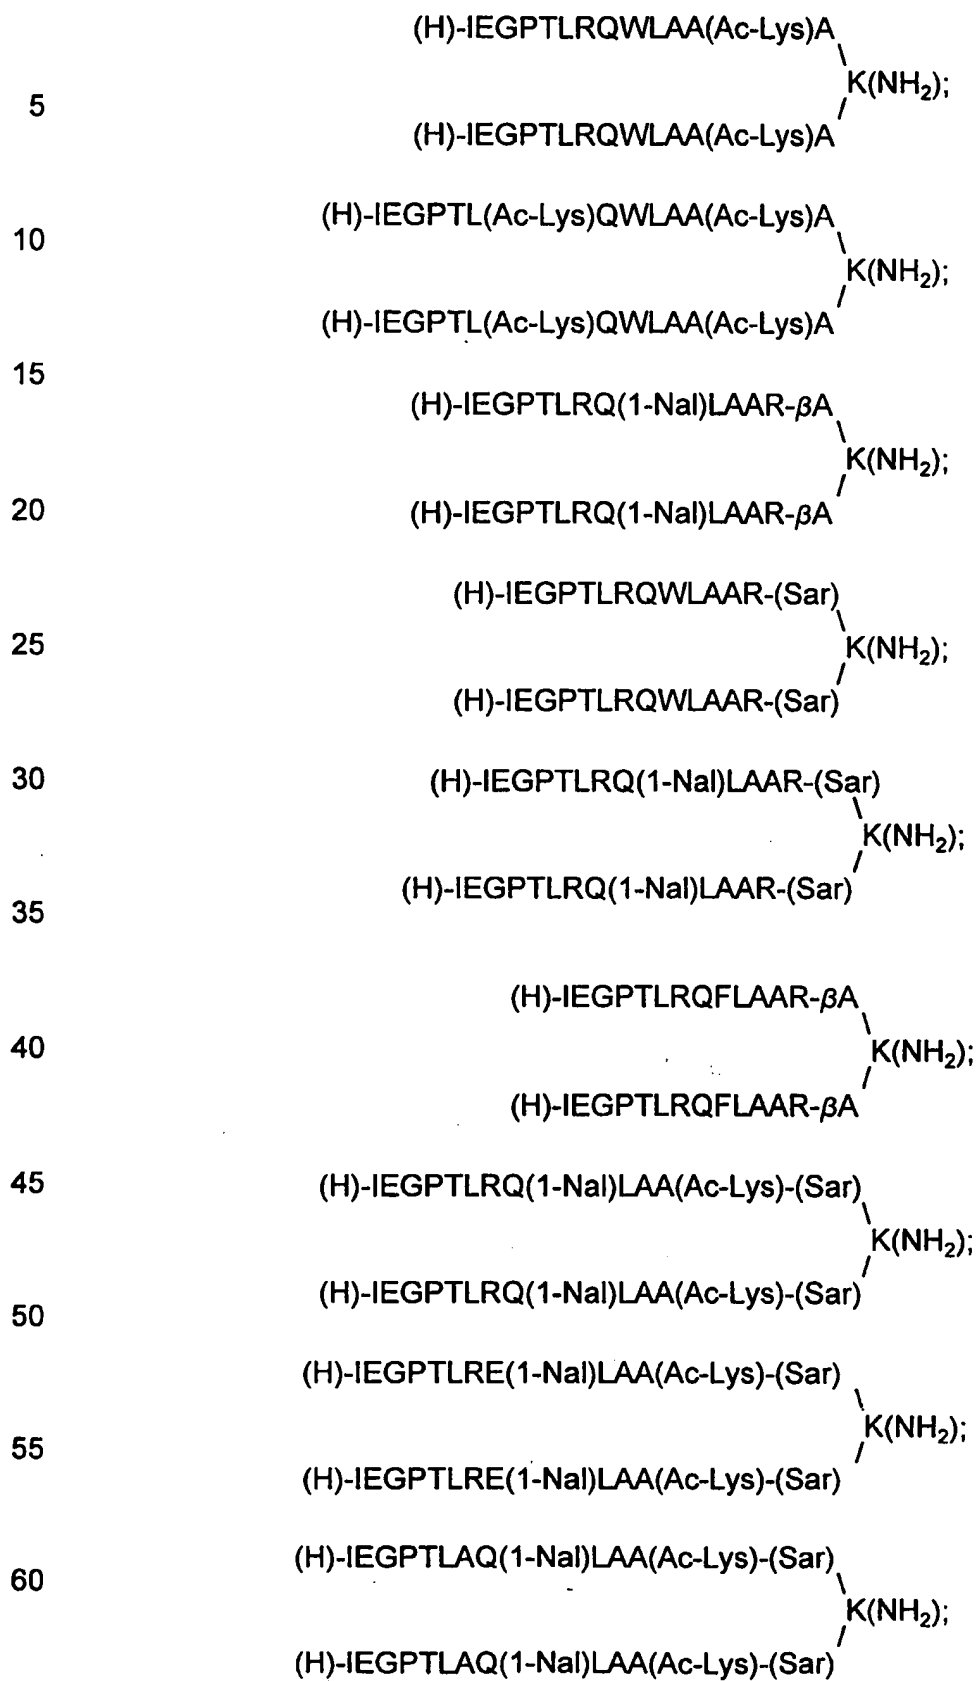 (H)-IEGPTLRQWLAA(Ac-Lys)A
K(NH₂);
5
(H)-IEGPTLRQWLAA(Ac-Lys)A
(H)-IEGPTL(Ac-Lys)QWLAA(Ac-Lys)A
10
K(NH₂);
(H)-IEGPTL(Ac-Lys)QWLAA(Ac-Lys)A
15
(H)-IEGPTLRQ(1-Nal)LAAR-βA
K(NH₂);
20
(H)-IEGPTLRQ(1-Nal)LAAR-βA
(H)-IEGPTLRQWLAAR-(Sar)
25
K(NH₂);
(H)-IEGPTLRQWLAAR-(Sar)
30
(H)-IEGPTLRQ(1-Nal)LAAR-(Sar)
K(NH₂);
(H)-IEGPTLRQ(1-Nal)LAAR-(Sar)
35
(H)-IEGPTLRQFLAAR-βA
40
K(NH₂);
(H)-IEGPTLRQFLAAR-βA
45
(H)-IEGPTLRQ(1-Nal)LAA(Ac-Lys)-(Sar)
K(NH₂);
(H)-IEGPTLRQ(1-Nal)LAA(Ac-Lys)-(Sar)
50
(H)-IEGPTLRE(1-Nal)LAA(Ac-Lys)-(Sar)
K(NH₂);
55
(H)-IEGPTLRE(1-Nal)LAA(Ac-Lys)-(Sar)
(H)-IEGPTLAQ(1-Nal)LAA(Ac-Lys)-(Sar)
60
K(NH₂);
(H)-IEGPTLAQ(1-Nal)LAA(Ac-Lys)-(Sar)